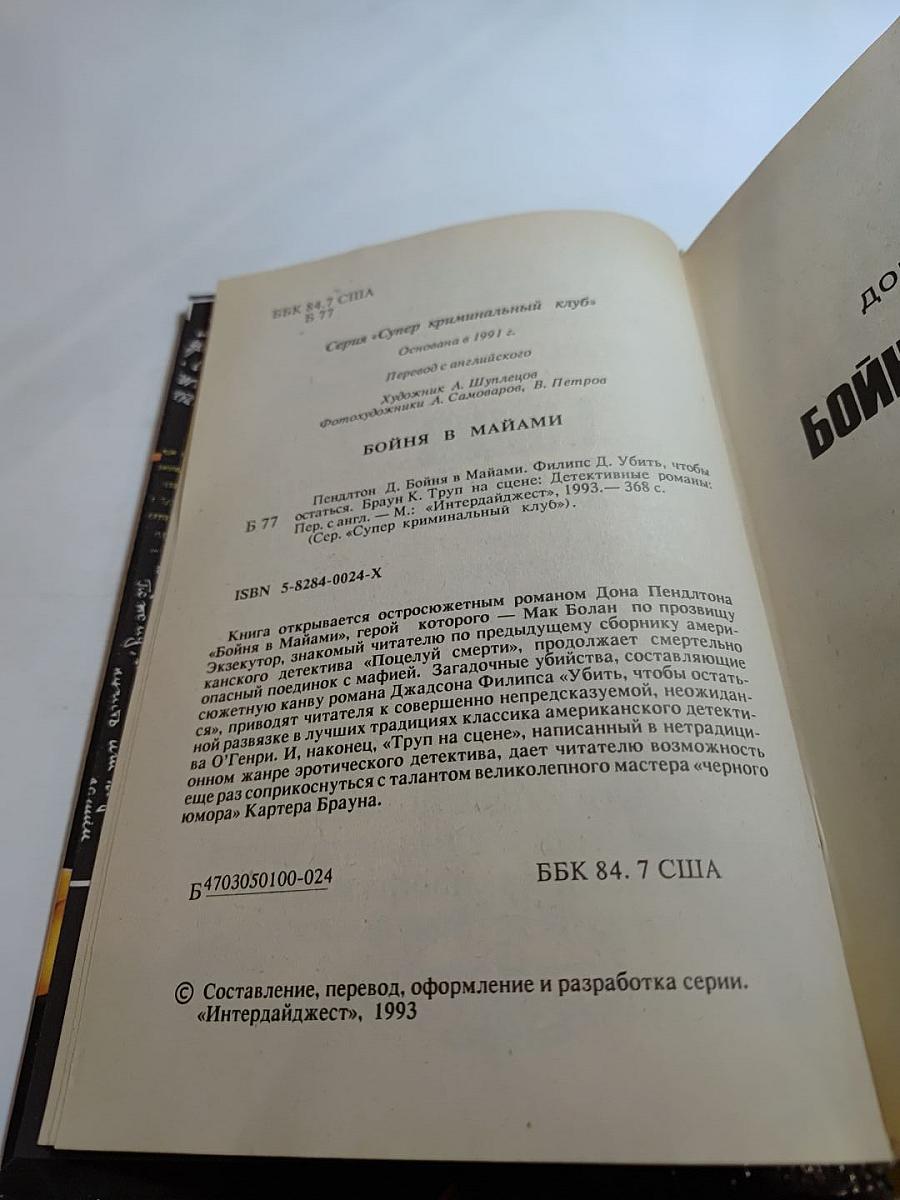 ББК 84.7 США
Б 77
Серия «Супер криминальный клуб»
Основана в 1991 г.
Перевод с английского
Художник А. Шуплецов
Фотохудожники А. Самоваров, В. Петров
БОЙНЯ В МАЙАМИ
Пендлтон Д. Бойня в Майами. Филипс Д. Убить, чтобы
Б 77 остаться. Браун К. Труп на сцене: Детективные романы:
Пер. с англ. — М.: «Интердайджест», 1993.— 368 с.
(Сер. «Супер криминальный клуб»).
ISBN 5-8284-0024-X
Книга открывается остросюжетным романом Дона Пендлтона
«Бойня в Майами», герой которого — Мак Болан по прозвищу
Экзекутор, знакомый читателю по предыдущему сборнику амери-
канского детектива «Поцелуй смерти», продолжает смертельно
опасный поединок с мафией. Загадочные убийства, составляющие
сюжетную канву романа Джадсона Филипса «Убить, чтобы остать-
ся», приводят читателя к совершенно непредсказуемой, неожидан-
ной развязке в лучших традициях классика американского детекти-
ва О'Генри. И, наконец, «Труп на сцене», написанный в нетрадици-
онном жанре эротического детектива, дает читателю возможность
еще раз соприкоснуться с талантом великолепного мастера «черного
юмора» Картера Брауна.
Б 4703050100-024
ББК 84. 7 США
© Составление, перевод, оформление и разработка серии.
«Интердайджест», 1993
ДО
БОЙН